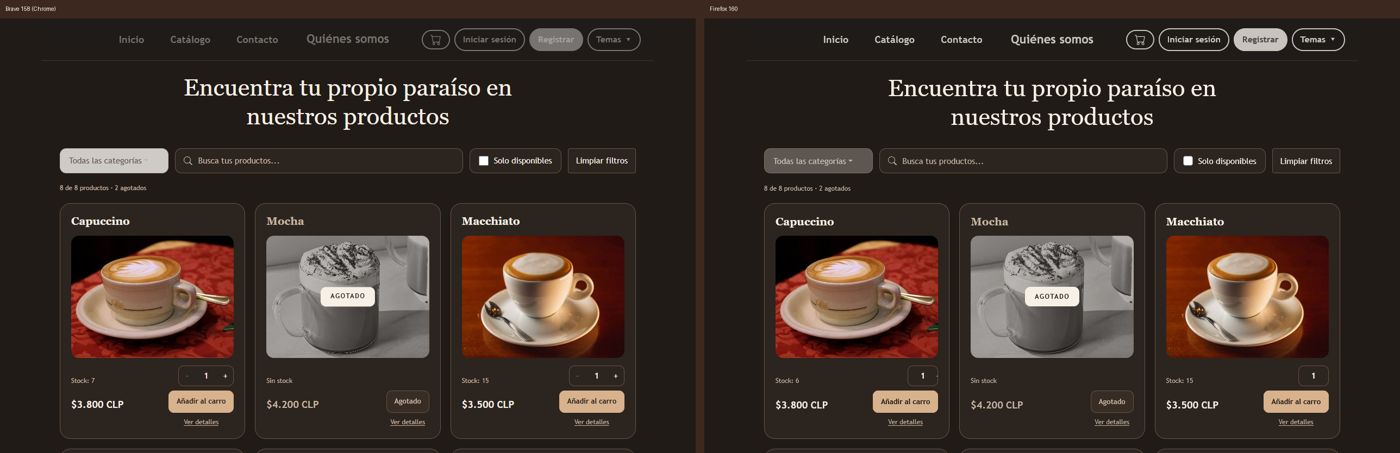 Brave 158 (Chrome)
Inicio Catálogo Contacto Quiénes somos Iniciar sesión Registrar Temas ▼
Encuentra tu propio paraíso en
nuestros productos
Todas las categorías Busca tus productos... Solo disponibles Limpiar filtros
8 de 8 productos · 2 agotados
Capuccino Mocha Macchiato
AGOTADO
Stock: 7 - 1 + Sin stock Stock: 15 - 1 +
$3.800 CLP Añadir al carro $4.200 CLP Agotado $3.500 CLP Añadir al carro
Ver detalles Ver detalles Ver detalles
Firefox 160
Inicio Catálogo Contacto Quiénes somos Iniciar sesión Registrar Temas ▼
Encuentra tu propio paraíso en
nuestros productos
Todas las categorías Busca tus productos... Solo disponibles Limpiar filtros
8 de 8 productos · 2 agotados
Capuccino Mocha Macchiato
AGOTADO
Stock: 6 1 Sin stock Stock: 15 1
$3.800 CLP Añadir al carro $4.200 CLP Agotado $3.500 CLP Añadir al carro
Ver detalles Ver detalles Ver detalles